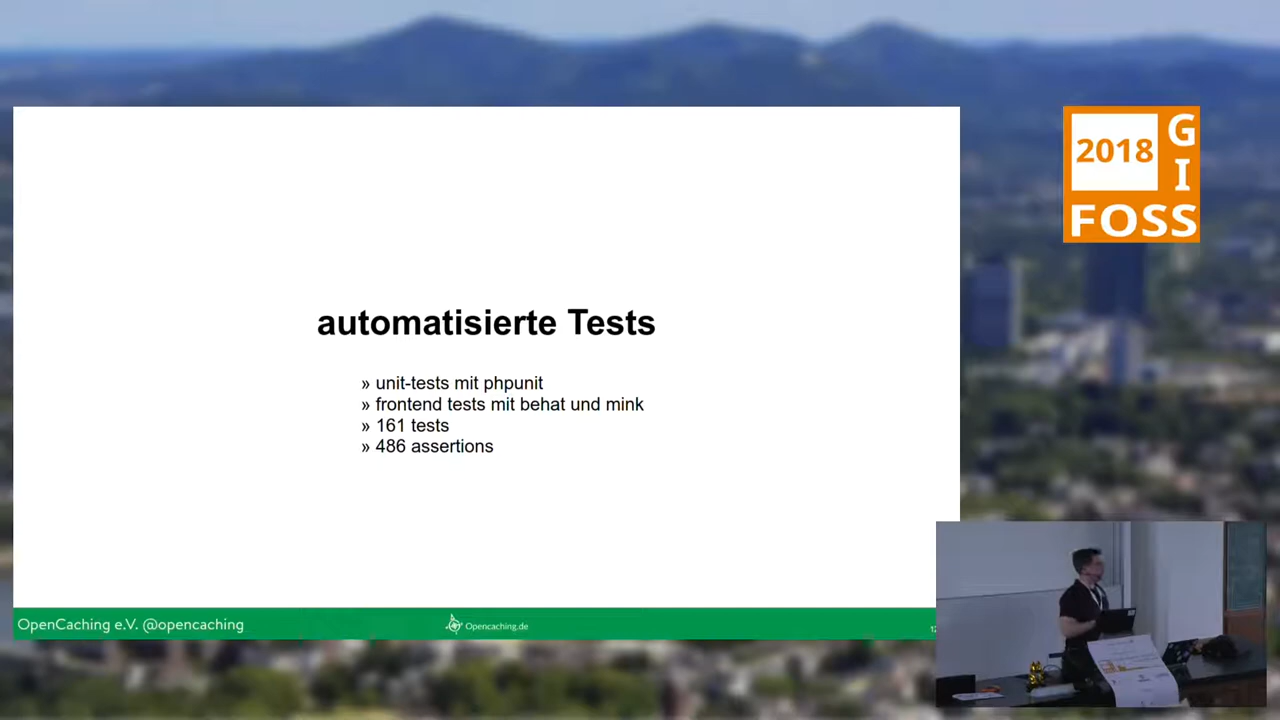 2018
G
I
FOSS
automatisierte Tests
» unit-tests mit phpunit
» frontend tests mit behat und mink
» 161 tests
» 486 assertions
OpenCaching e.V. @opencaching
Opencaching.de